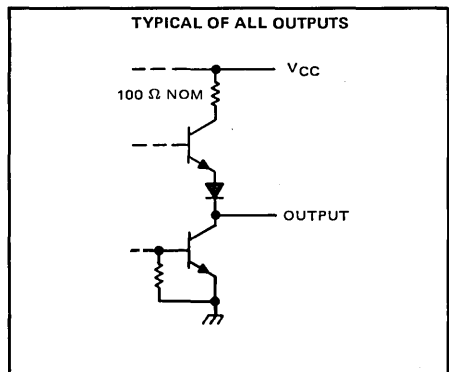 TYPICAL OF ALL OUTPUTS
VCC
100 Ω NOM
OUTPUT